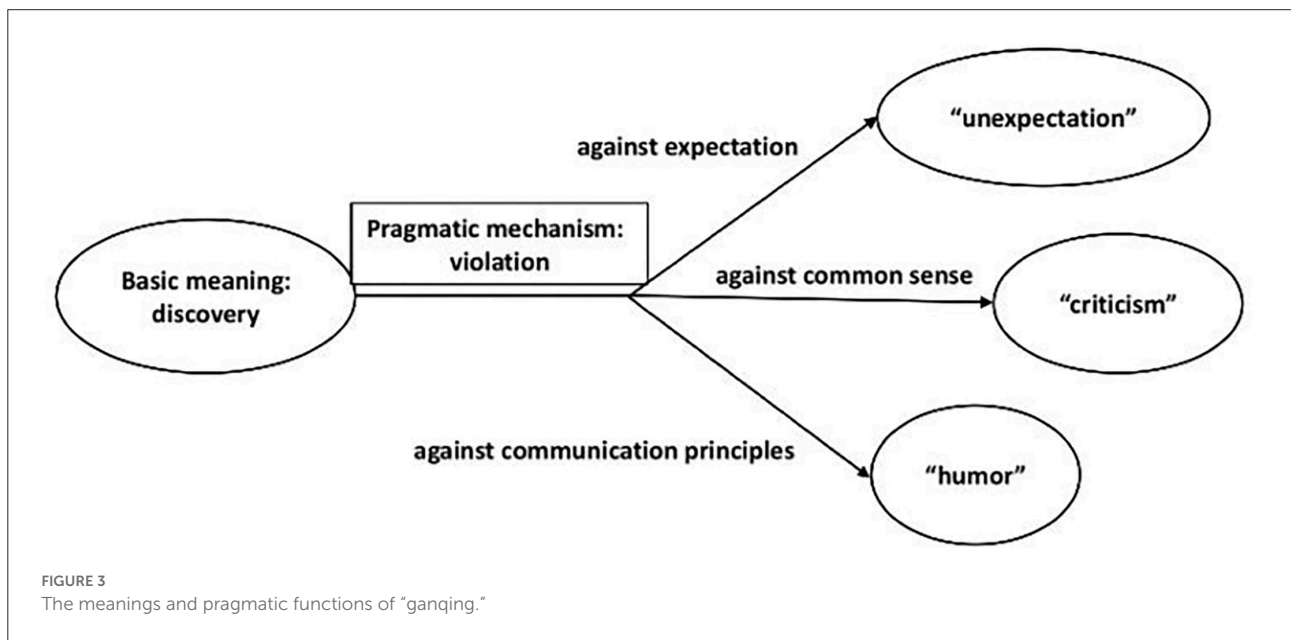 "unexpectation"
against expectation
Pragmatic mechanism:
violation
Basic meaning:
discovery
against common sense
"criticism"
against communication principles
"humor"
FIGURE 3
The meanings and pragmatic functions of "ganqing."